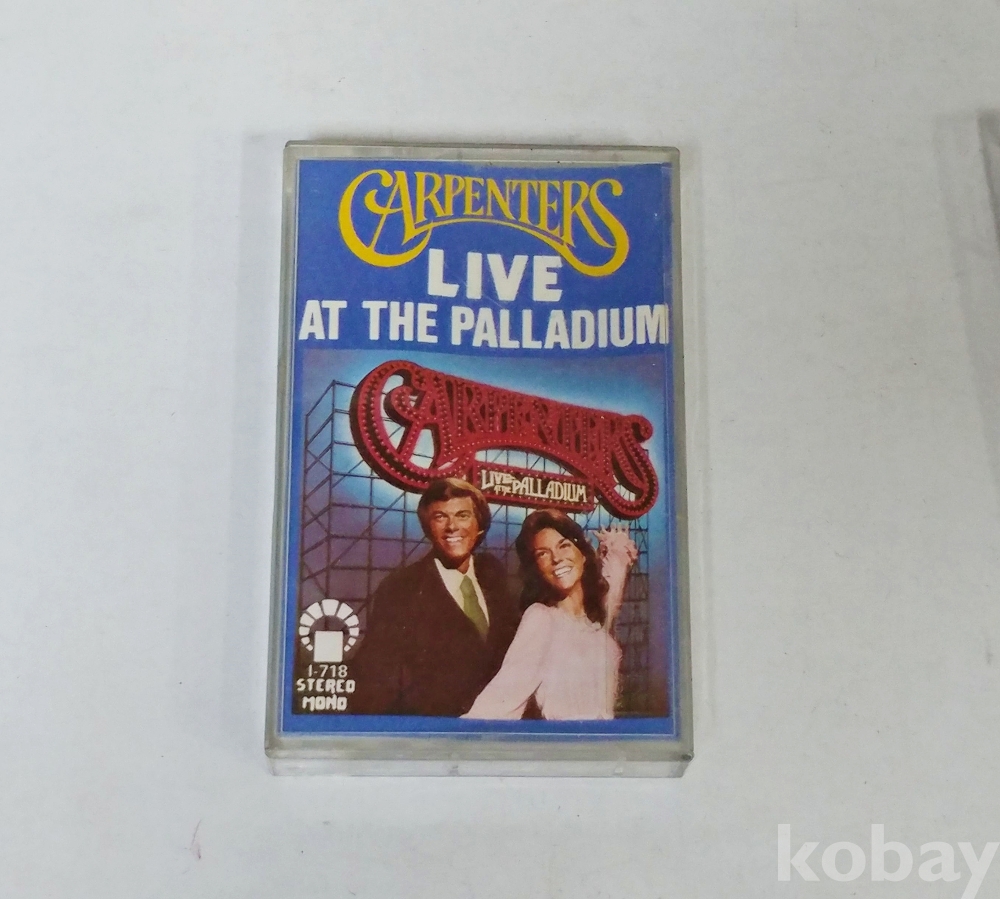 CARPENTERS
LIVE
AT THE PALLADIUM
CARPENTERS
LIVE
AT THE PALLADIUM
I-718
STEREO
MONO
kobay